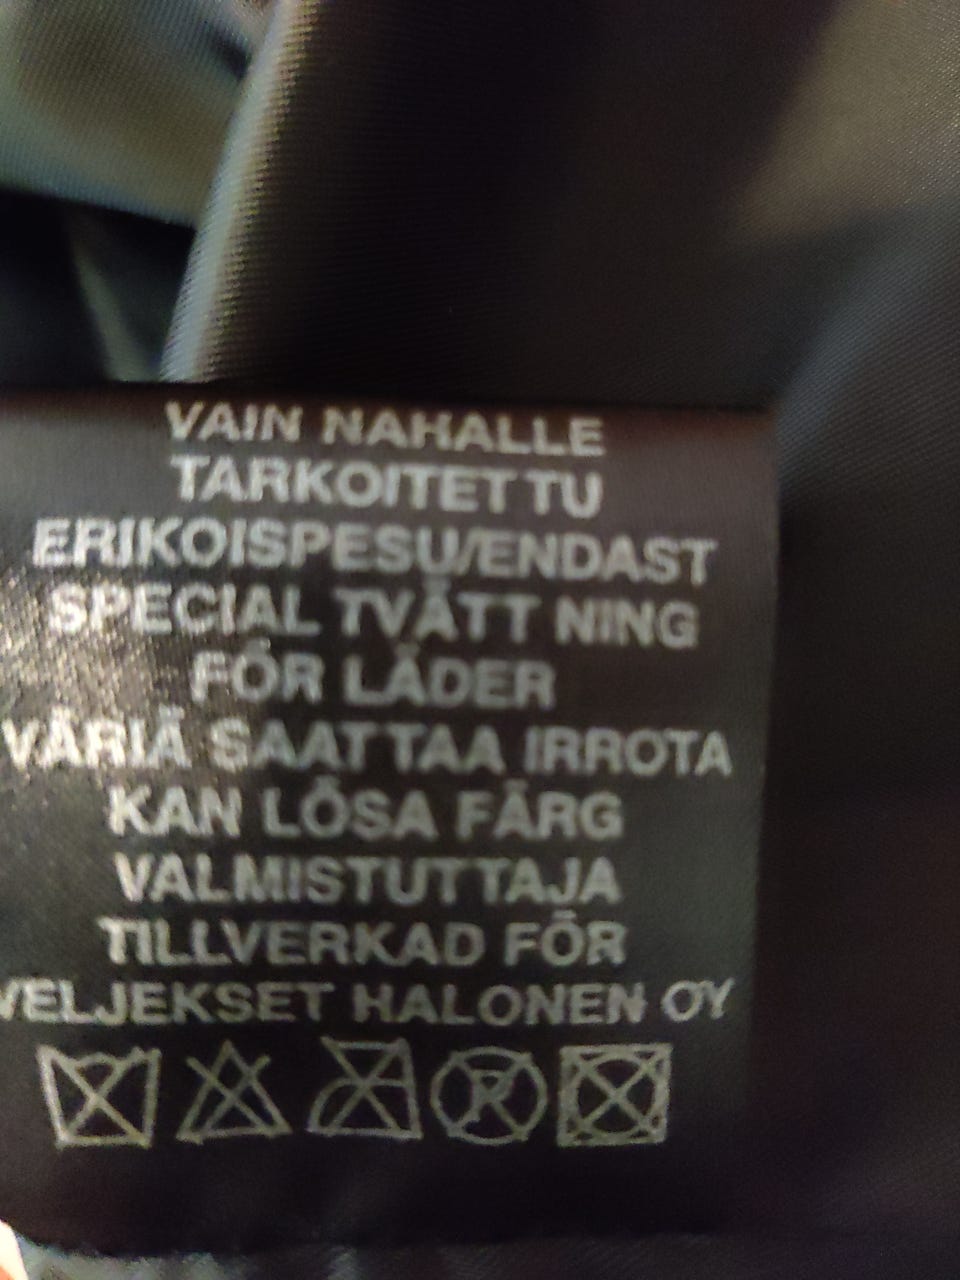 VAIN NAHALLE
TARKOITETTU
ERIKOISPESU/ENDAST
SPECIAL TVÄTTNING
FÖR LÄDER
VÄRIÄ SAATTAA IRROTA
KAN LÖSA FÄRG
VALMISTUTTAJA
TILLVERKAD FÖR
VELJEKSET HALONEN OY
R